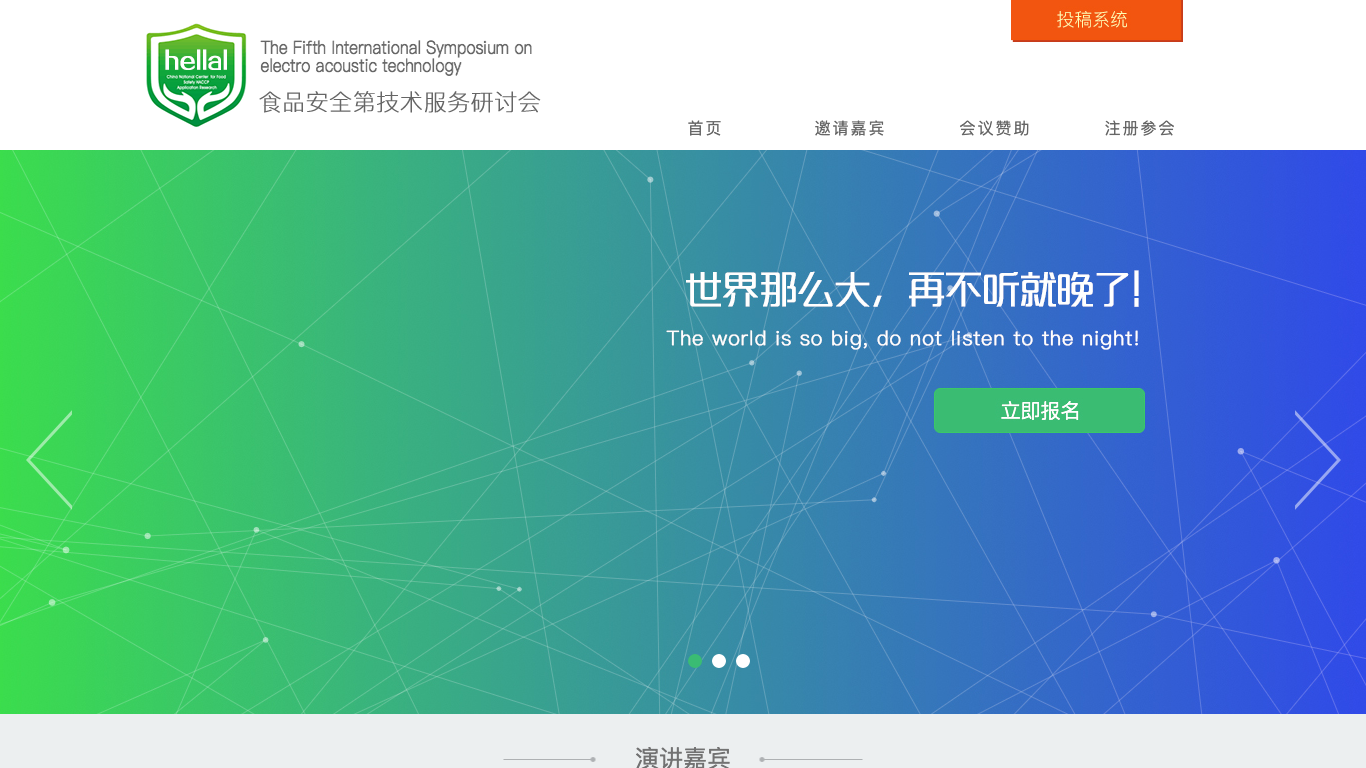 投稿系统
hellal
China National Center for Food
Safety HACCP
Application Research
The Fifth International Symposium on
electro acoustic technology
食品安全第技术服务研讨会
首页
邀请嘉宾
会议赞助
注册参会
世界那么大，再不听就晚了!
The world is so big, do not listen to the night!
立即报名
演讲嘉宾